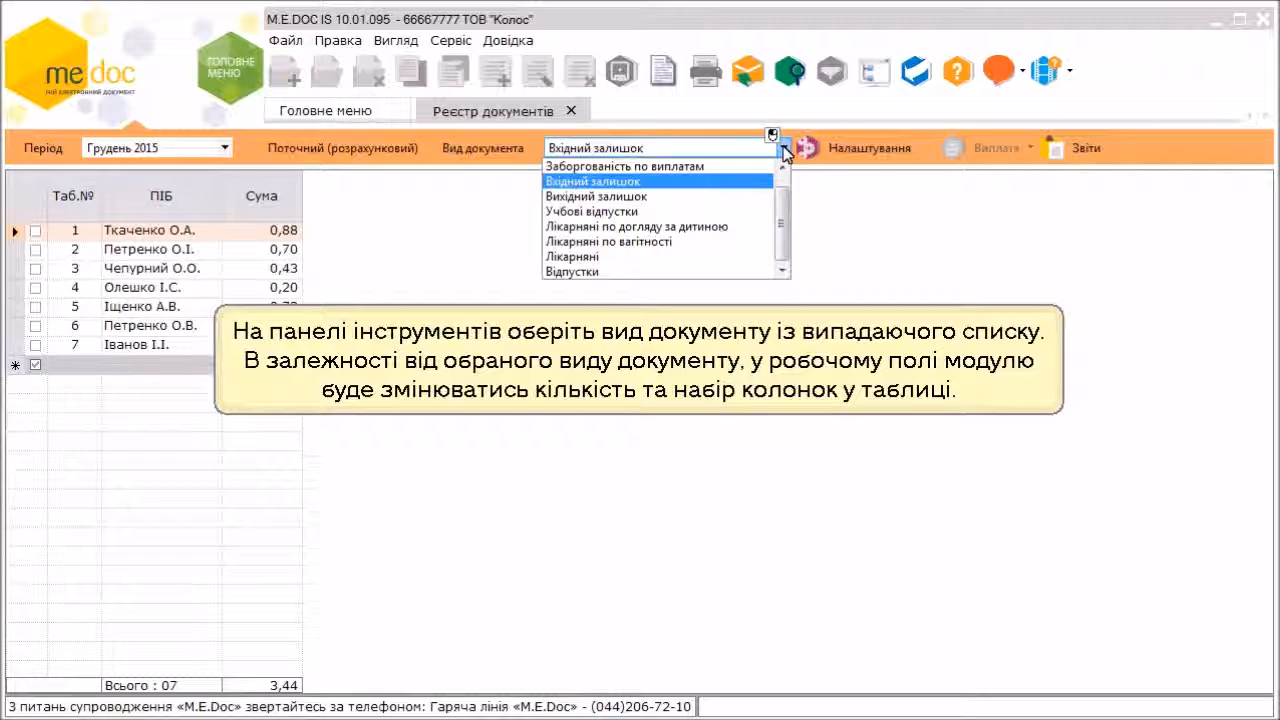 M.E.DOC IS 10.01.095 - 66667777 ТОВ "Колос"
Файл Правка Вигляд Сервіс Довідка
me doc
МІЙ ЕЛЕКТРОННИЙ ДОКУМЕНТ
ГОЛОВНЕ
МЕНЮ
Головне меню Реєстр документів
Період Грудень 2015 Поточний (розрахунковий) Вид документа Вхідний залишок Налаштування Виплата Звіти
Заборгованість по виплатам
Вхідний залишок
Вихідний залишок
Учбові відпустки
Лікарняні по догляду за дитиною
Лікарняні по вагітності
Лікарняні
Відпустки
Таб.№ ПІБ Сума
1 Ткаченко О.А. 0,88
2 Петренко О.І. 0,70
3 Чепурний О.О. 0,43
4 Олешко І.С. 0,20
5 Іщенко А.В.
6 Петренко О.В.
7 Іванов І.І.
На панелі інструментів оберіть вид документу із випадаючого списку.
В залежності від обраного виду документу, у робочому полі модулю
буде змінюватись кількість та набір колонок у таблиці.
Всього : 07 3,44
З питань супроводження «M.E.Doc» звертайтесь за телефоном: Гаряча лінія «M.E.Doc» - (044)206-72-10